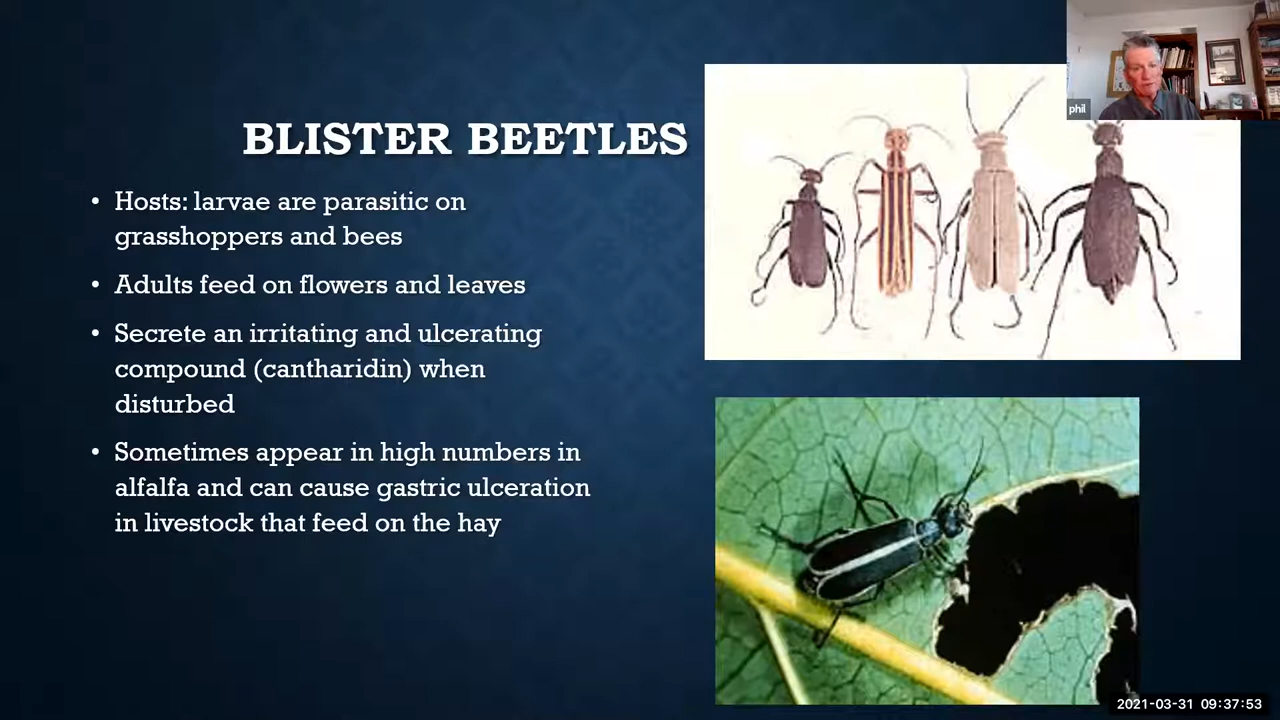 phil
BLISTER BEETLES
• Hosts: larvae are parasitic on
grasshoppers and bees
• Adults feed on flowers and leaves
• Secrete an irritating and ulcerating
compound (cantharidin) when
disturbed
• Sometimes appear in high numbers in
alfalfa and can cause gastric ulceration
in livestock that feed on the hay
2021-03-31 09:37:53